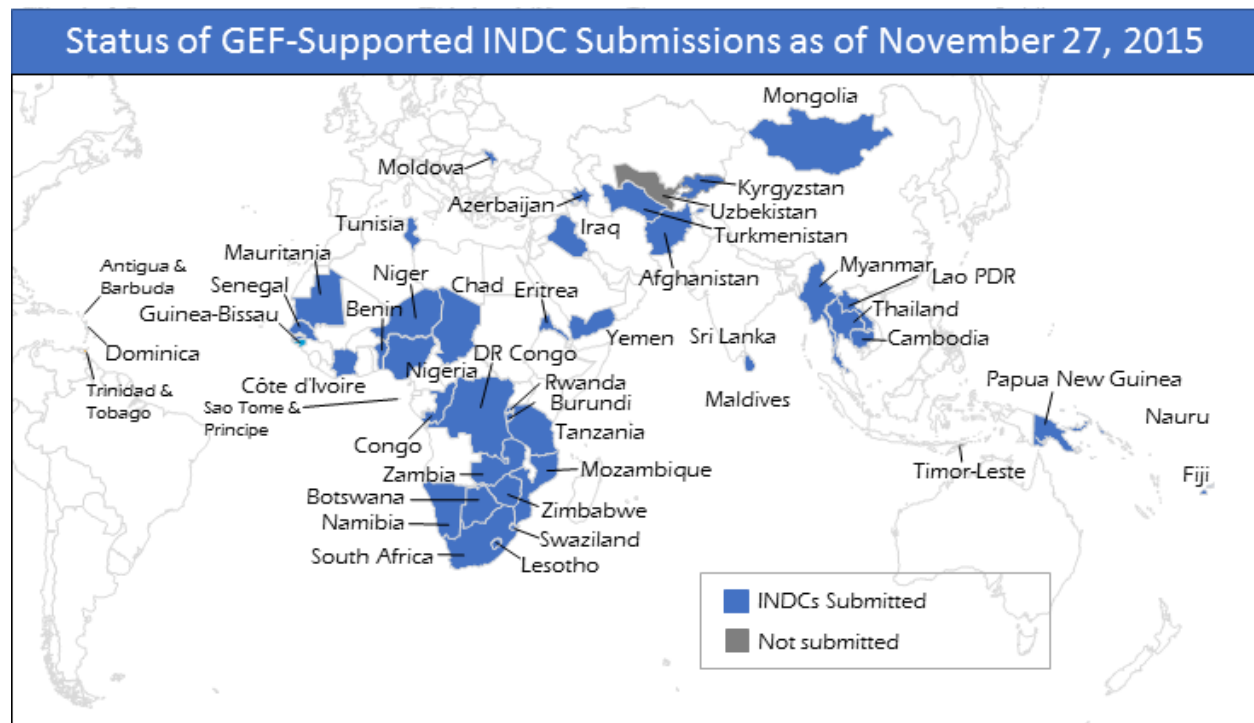 Status of GEF-Supported INDC Submissions as of November 27, 2015
Mongolia
Moldova
Kyrgyzstan
Azerbaijan
Uzbekistan
Tunisia
Iraq
Turkmenistan
Mauritania
Antigua &
Barbuda
Niger
Chad
Eritrea
Afghanistan
Myanmar
Lao PDR
Senegal
Benin
Thailand
Guinea-Bissau
Yemen
Sri Lanka
Cambodia
Dominica
DR Congo
Nigeria
Papua New Guinea
Trinidad &
Tobago
Côte d'Ivoire
Rwanda
Burundi
Maldives
Nauru
Sao Tome &
Principe
Tanzania
Congo
Zambia
Mozambique
Timor-Leste
Fiji
Botswana
Zimbabwe
Namibia
Swaziland
South Africa
Lesotho
INDCs Submitted
Not submitted